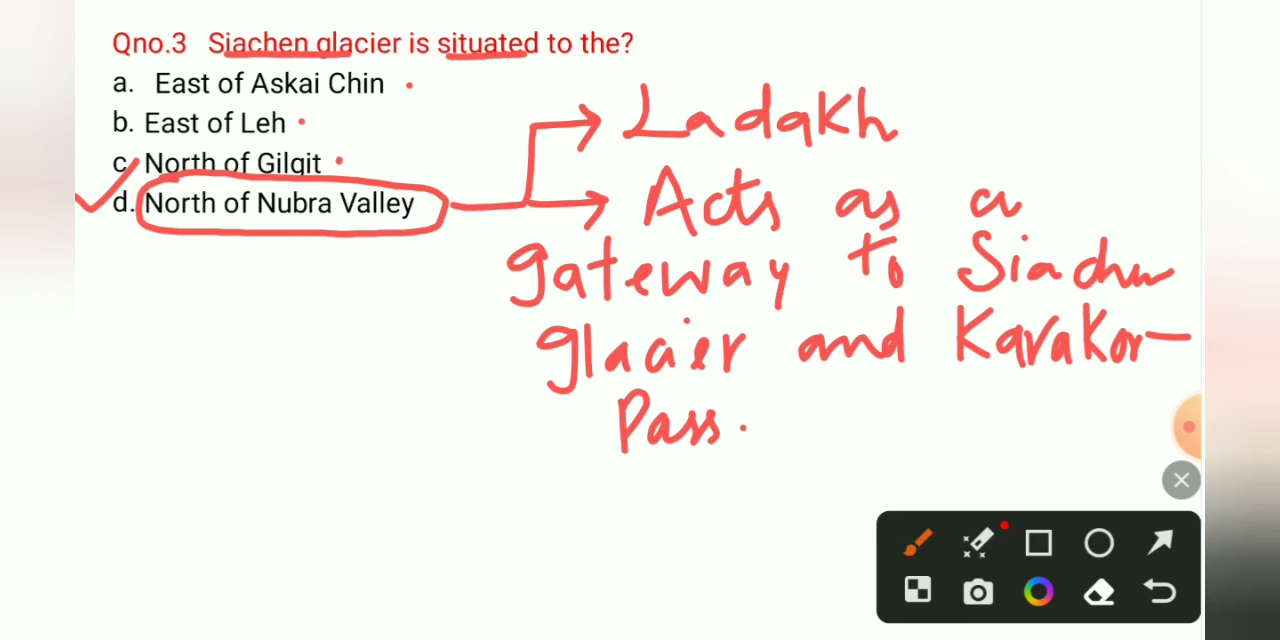 Qno.3 Siachen glacier is situated to the?
a. East of Askai Chin
b. East of Leh
c. North of Gilgit
d. North of Nubra Valley
Ladakh
Acts as a
gateway to Siachen
glacier and Karakor-
Pass.